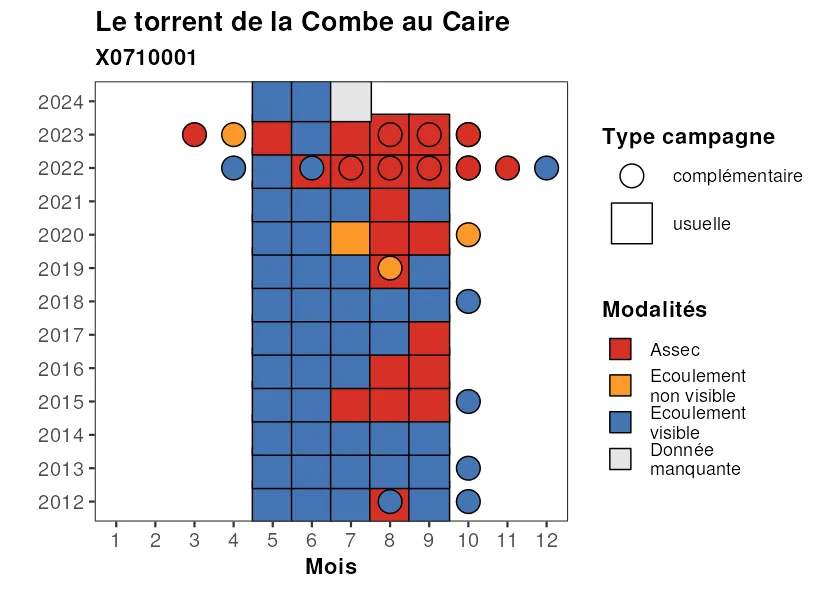 Le torrent de la Combe au Caire
X0710001
2024
2023
2022
2021
2020
2019
2018
2017
2016
2015
2014
2013
2012
1 2 3 4 5 6 7 8 9 10 11 12
Mois
Type campagne
complémentaire
usuelle
Modalités
Assec
Ecoulement
non visible
Ecoulement
visible
Donnée
manquante